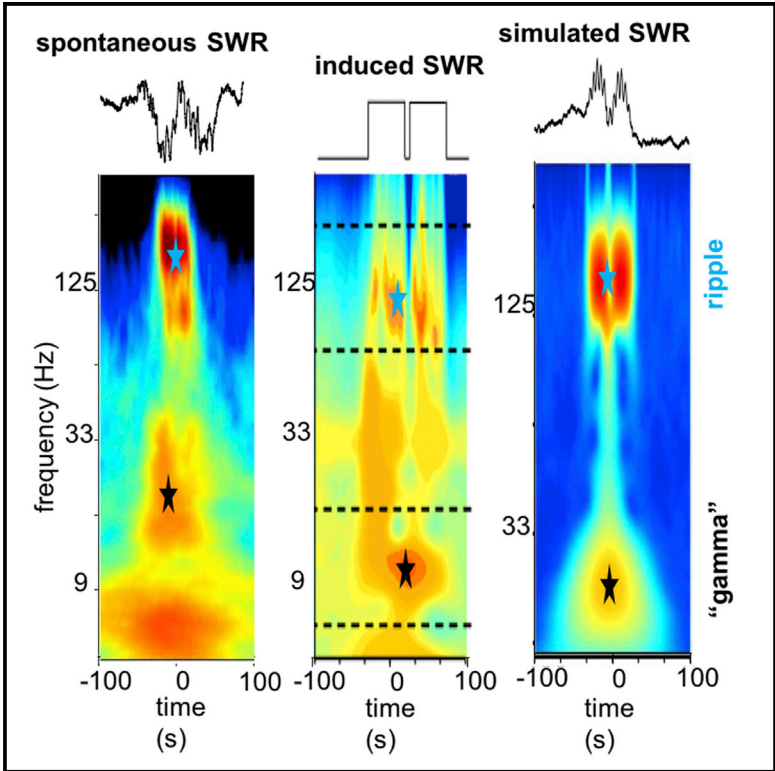 spontaneous SWR
induced SWR
simulated SWR
frequency (Hz)
125
33
9
-100 0 100
time
(s)
125
33
9
-100 0 100
time
(s)
125
33
-100 0 100
time
(s)
ripple
“gamma”